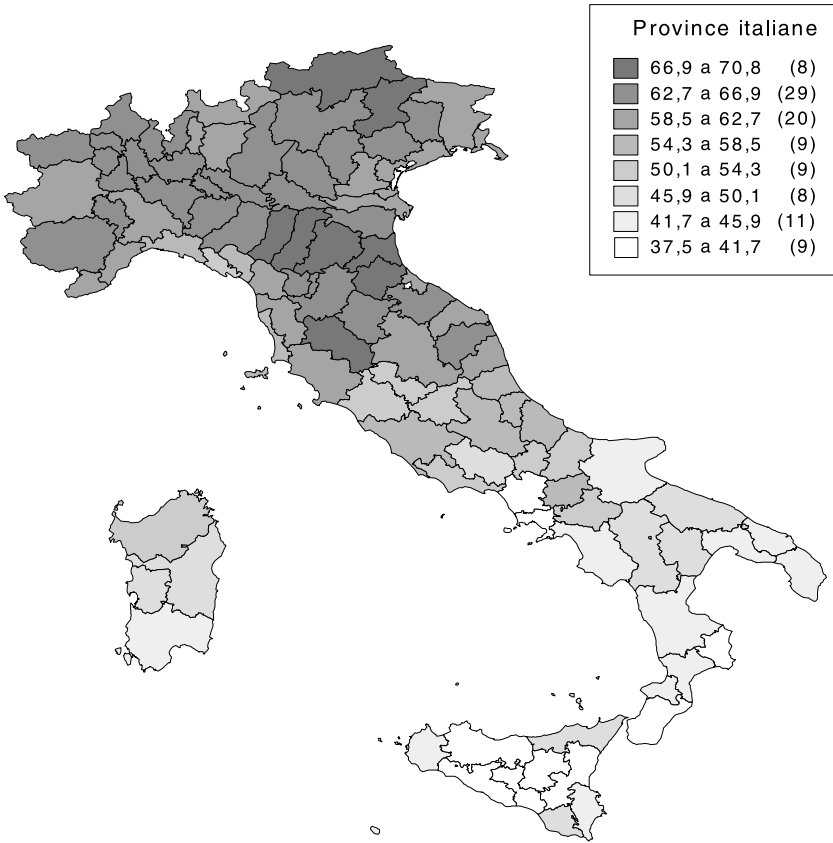 Province italiane
66,9 a 70,8 (8)
62,7 a 66,9 (29)
58,5 a 62,7 (20)
54,3 a 58,5 (9)
50,1 a 54,3 (9)
45,9 a 50,1 (8)
41,7 a 45,9 (11)
37,5 a 41,7 (9)